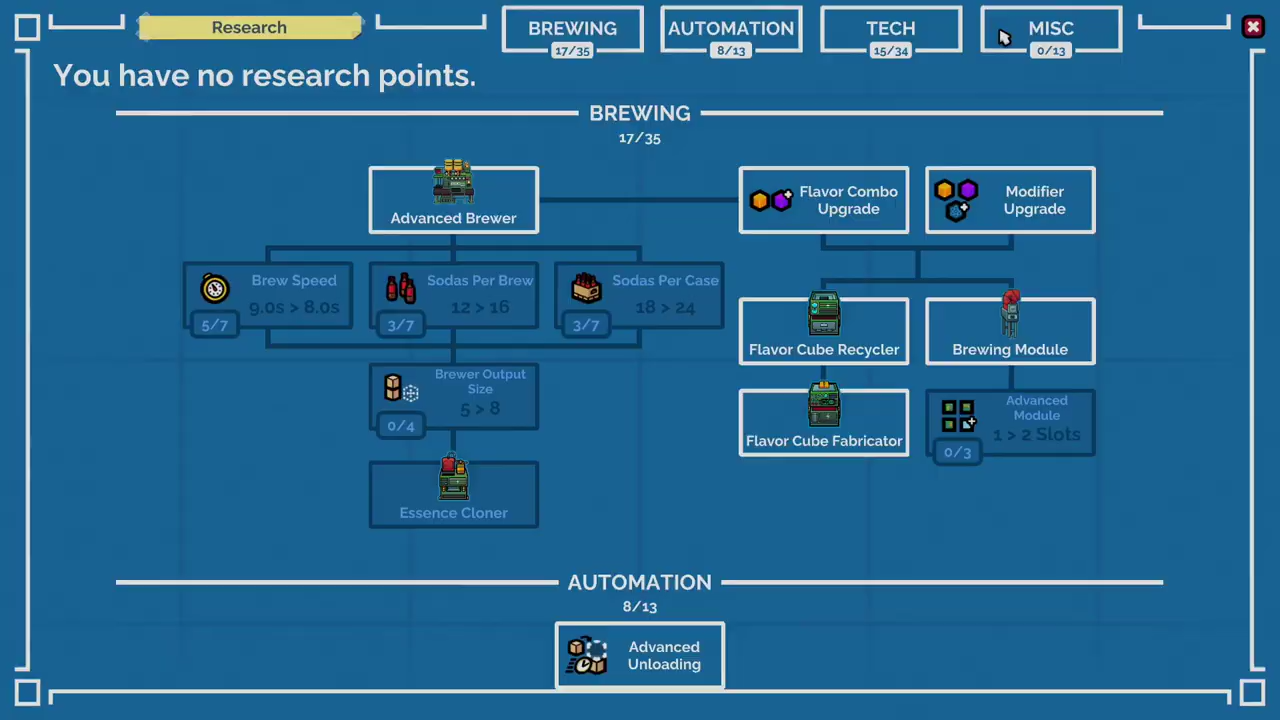 Research
BREWING
17/35
AUTOMATION
8/13
TECH
15/34
MISC
0/13
You have no research points.
BREWING
17/35
Advanced Brewer
Flavor Combo
Upgrade
Modifier
Upgrade
Brew Speed
9.0s > 8.0s
5/7
Sodas Per Brew
12 > 16
3/7
Sodas Per Case
18 > 24
3/7
Flavor Cube Recycler
Brewing Module
Brewer Output
Size
5 > 8
0/4
Flavor Cube Fabricator
Advanced
Module
1 > 2 Slots
0/3
Essence Cloner
AUTOMATION
8/13
Advanced
Unloading